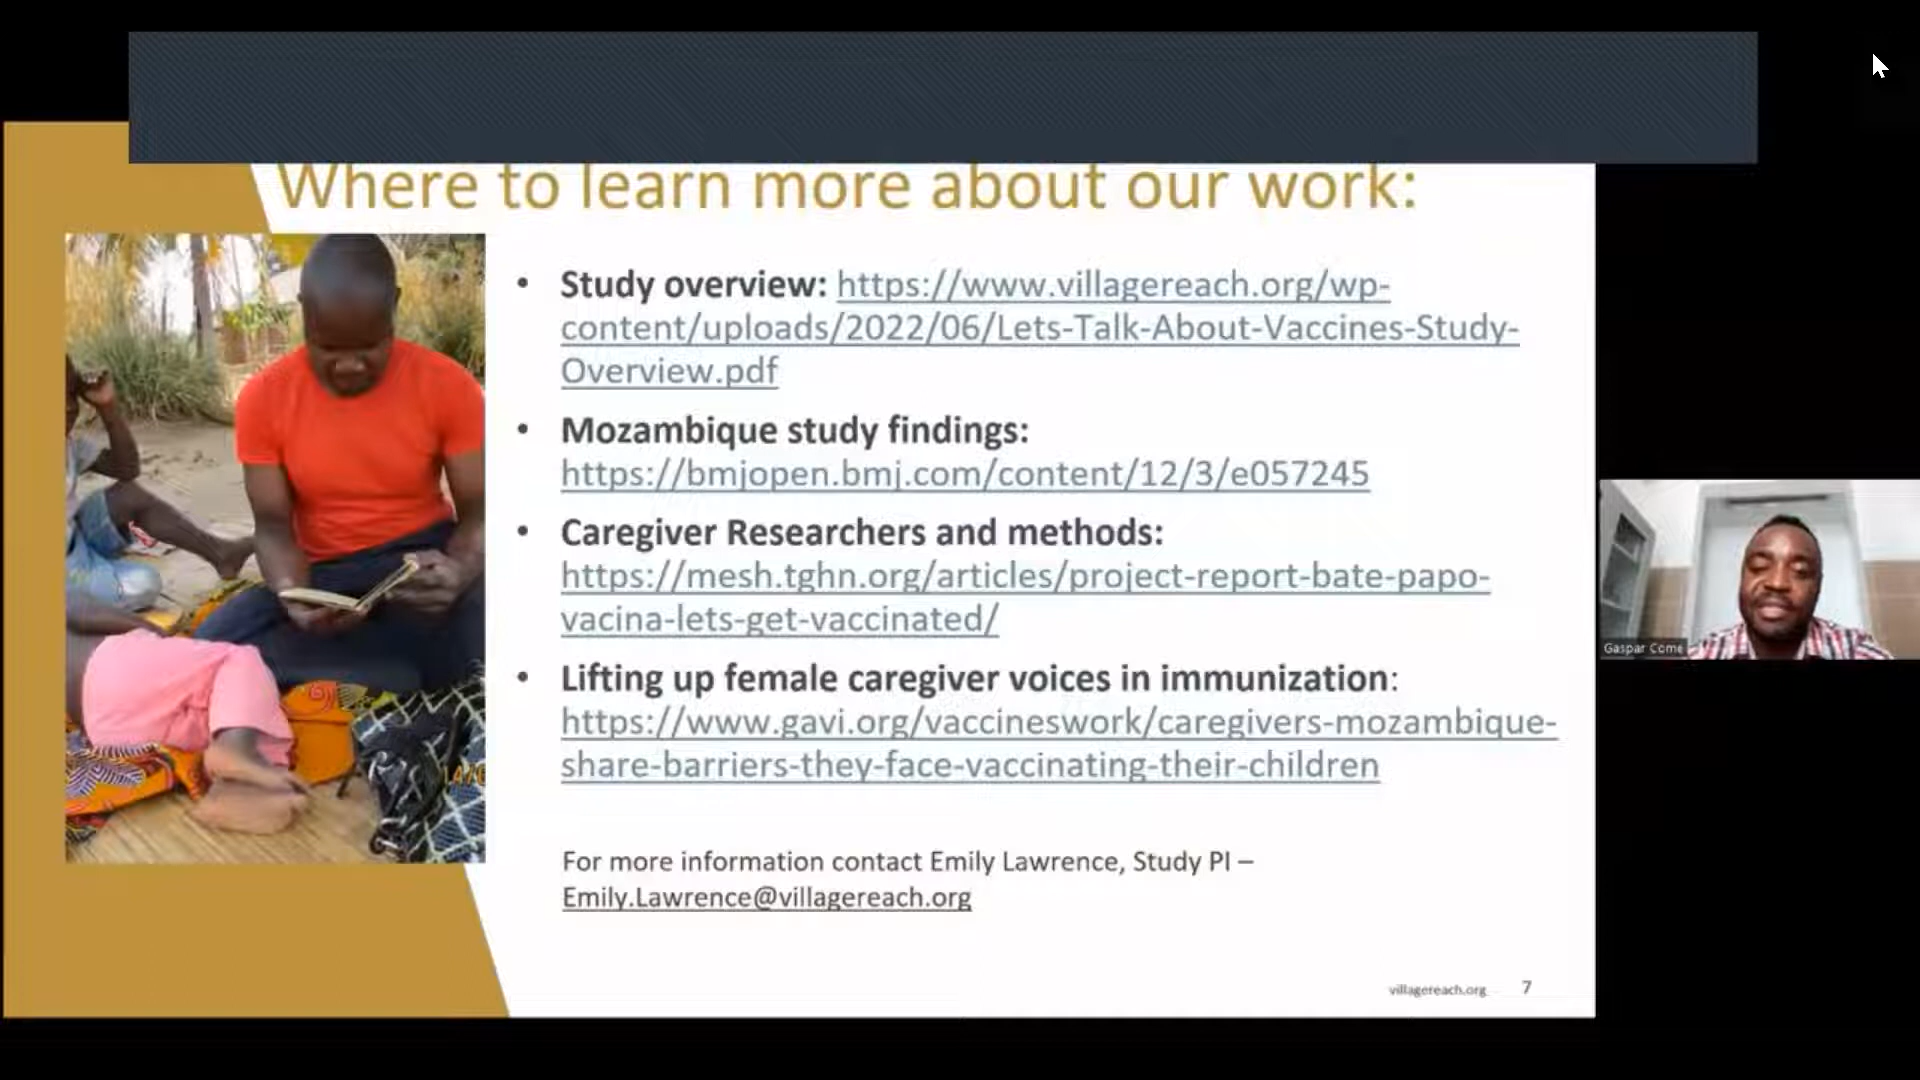 Where to learn more about our work:
• Study overview: https://www.villagereach.org/wp-
content/uploads/2022/06/Lets-Talk-About-Vaccines-Study-
Overview.pdf
• Mozambique study findings:
https://bmjopen.bmj.com/content/12/3/e057245
• Caregiver Researchers and methods:
https://mesh.tghn.org/articles/project-report-bate-papo-
vacina-lets-get-vaccinated/
• Lifting up female caregiver voices in immunization:
https://www.gavi.org/vaccineswork/caregivers-mozambique-
share-barriers-they-face-vaccinating-their-children
For more information contact Emily Lawrence, Study PI –
Emily.Lawrence@villagereach.org
villagereach.org 7
Gaspar Come